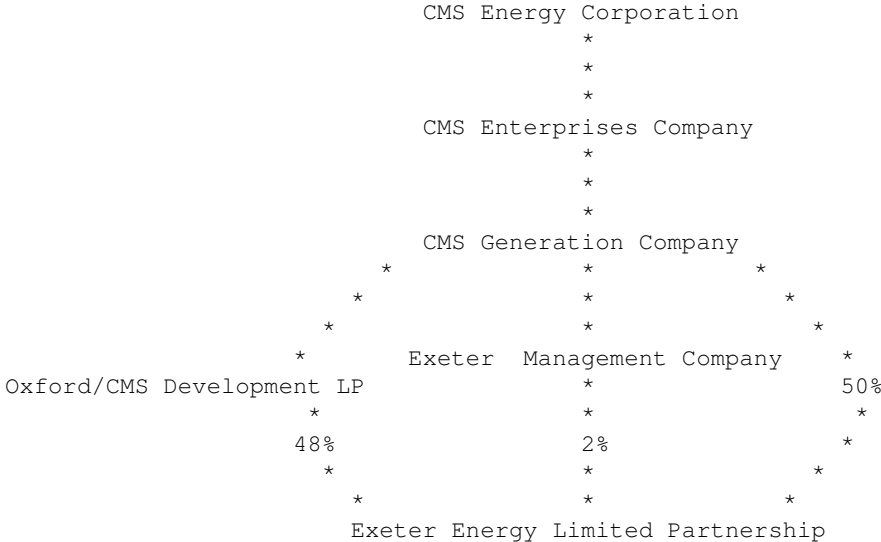 CMS Energy Corporation
*
*
*
CMS Enterprises Company
*
*
*
CMS Generation Company
* * *
* * *
* * *
* Exeter  Management Company *
Oxford/CMS Development LP * 50%
* * *
48% 2% *
* * *
* * *
Exeter Energy Limited Partnership